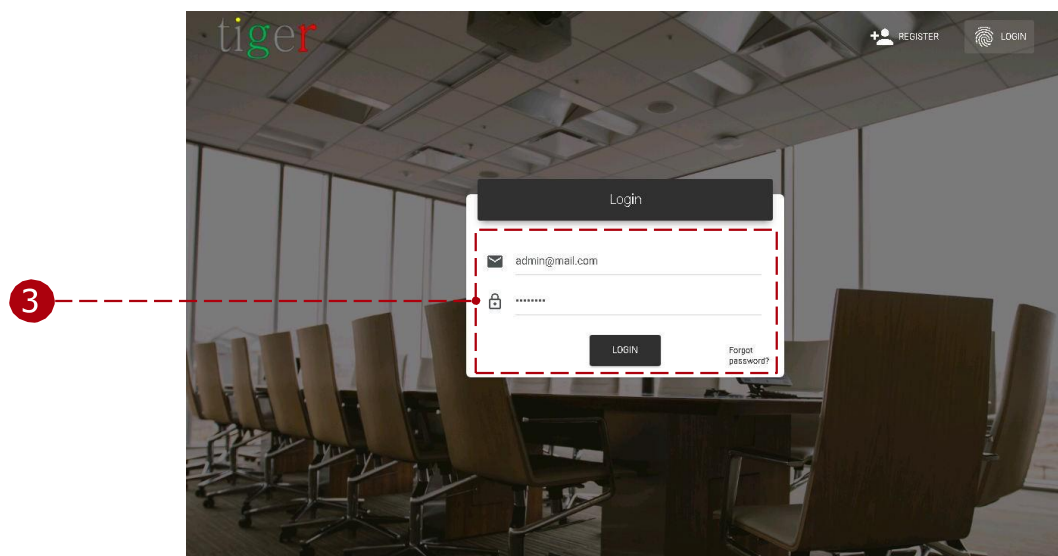 tiger
REGISTER
LOGIN
Login
admin@mail.com
........
LOGIN
Forgot
password?
3